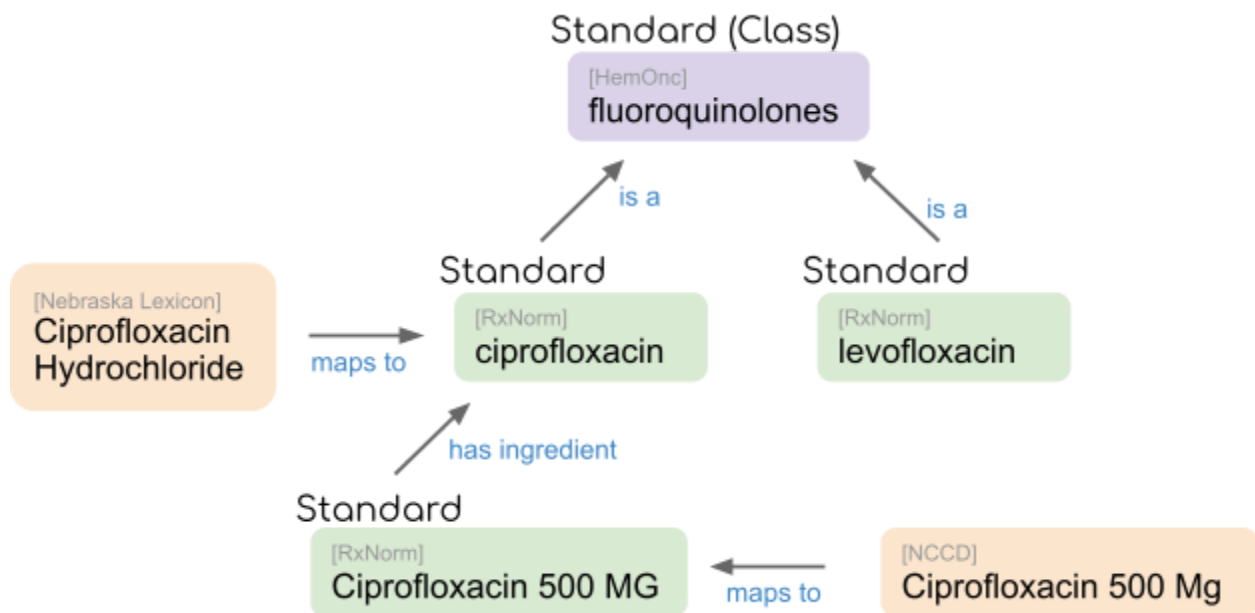 Standard (Class)
[HemOnc]
fluoroquinolones
is a
is a
Standard
Standard
[Nebraska Lexicon]
Ciprofloxacin
Hydrochloride
maps to
[RxNorm]
ciprofloxacin
[RxNorm]
levofloxacin
has ingredient
Standard
[RxNorm]
Ciprofloxacin 500 MG
maps to
[NCCD]
Ciprofloxacin 500 Mg